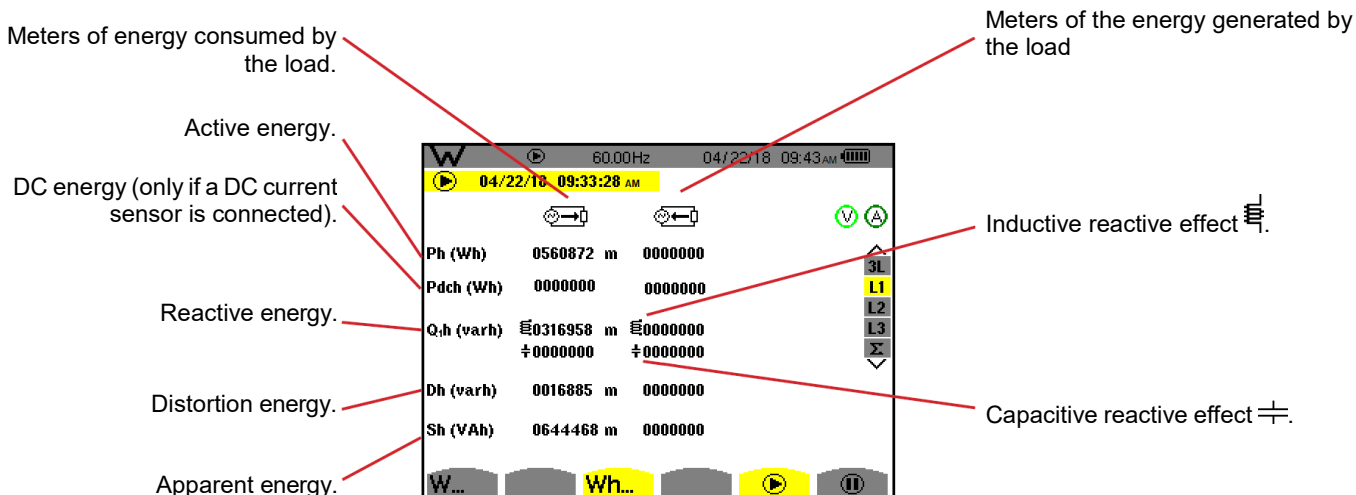 Meters of energy consumed by
the load.
Meters of the energy generated by
the load
Active energy.
DC energy (only if a DC current
sensor is connected).
Reactive energy.
Distortion energy.
Apparent energy.
Inductive reactive effect
Capacitive reactive effect
W 60.00Hz 04/22/18 09:43AM
04/22/18 09:33:28 AM
V A
Ph (Wh) 0560872 m 0000000
Pdch (Wh) 0000000 0000000
Q₁h (varh) 0316958 m 0000000
0000000 0000000
Dh (varh) 0016885 m 0000000
Sh (VAh) 0644468 m 0000000
3L
L1
L2
L3
Σ
W... Wh...